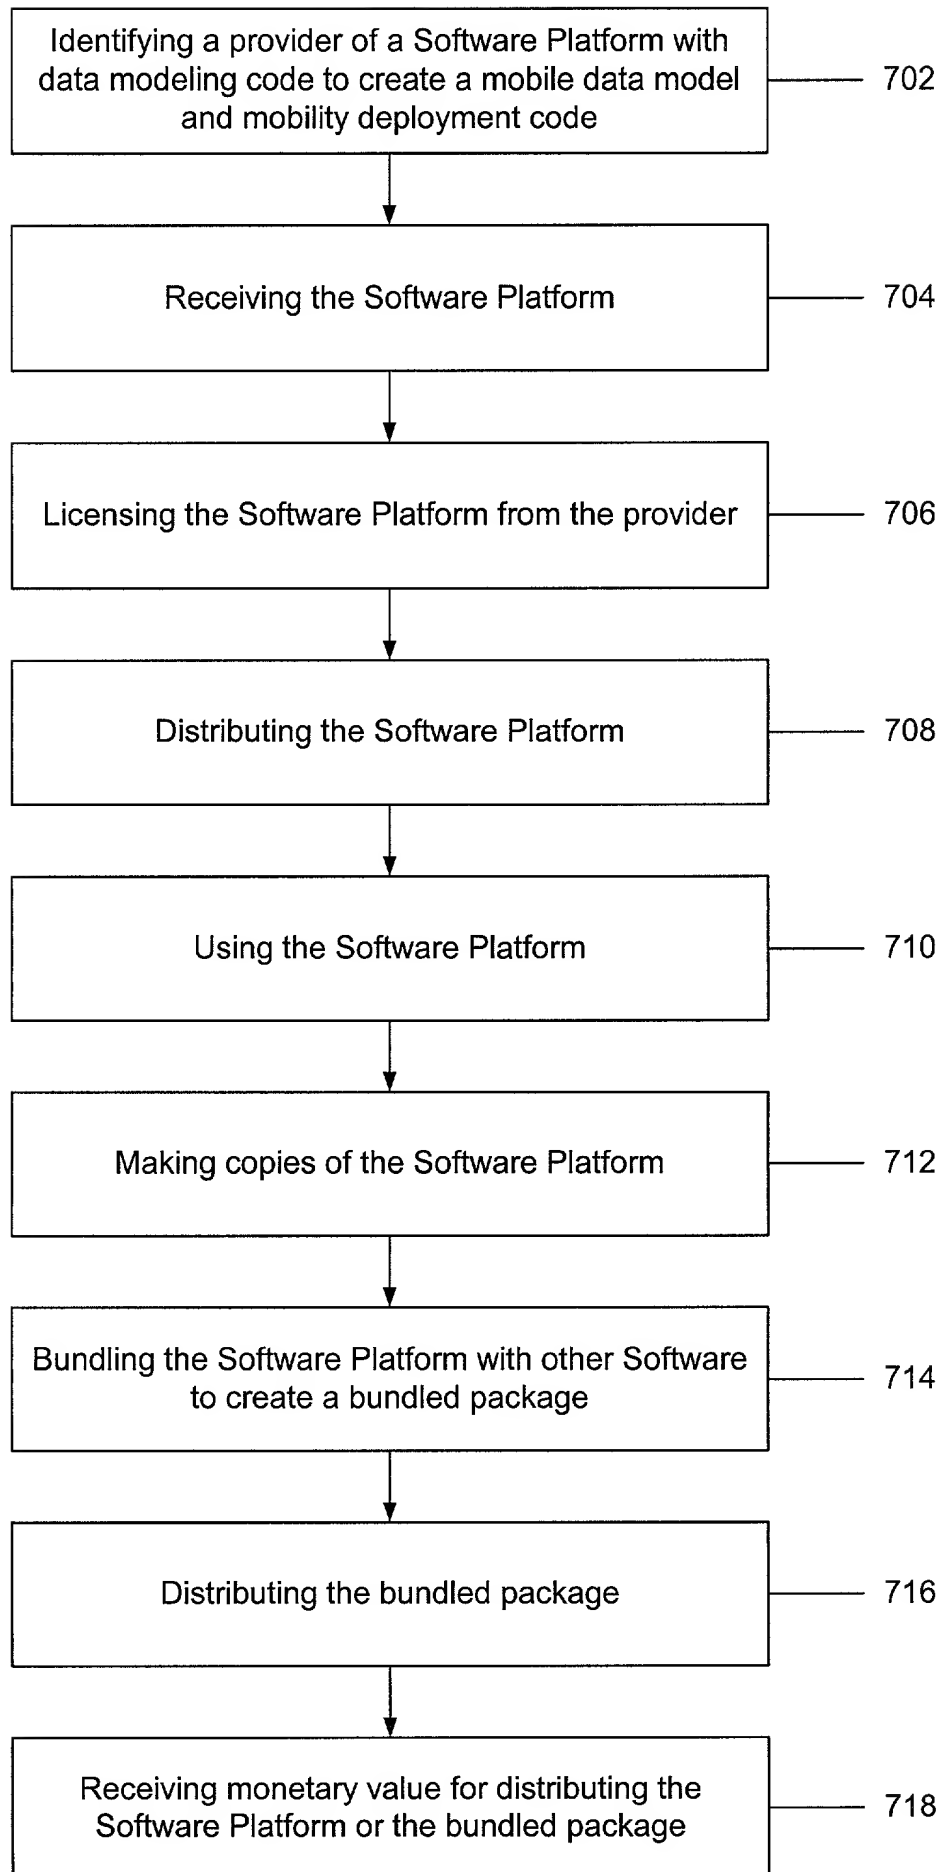 Identifying a provider of a Software Platform with
data modeling code to create a mobile data model
and mobility deployment code
702
Receiving the Software Platform
704
Licensing the Software Platform from the provider
706
Distributing the Software Platform
708
Using the Software Platform
710
Making copies of the Software Platform
712
Bundling the Software Platform with other Software
to create a bundled package
714
Distributing the bundled package
716
Receiving monetary value for distributing the
Software Platform or the bundled package
718